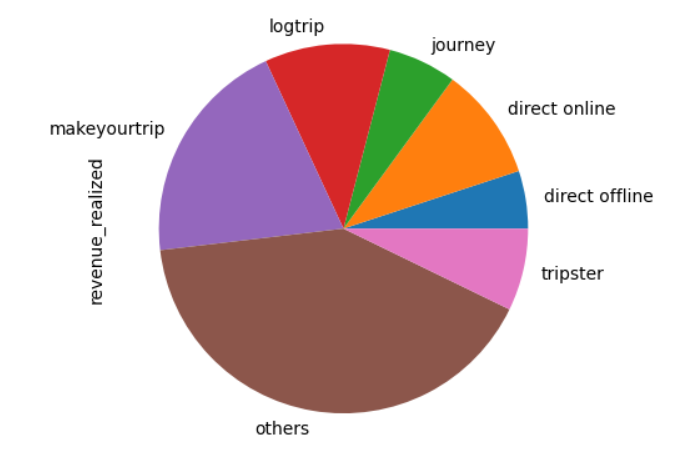 logtrip
journey
makeyourtrip
direct online
revenue_realized
direct offline
tripster
others